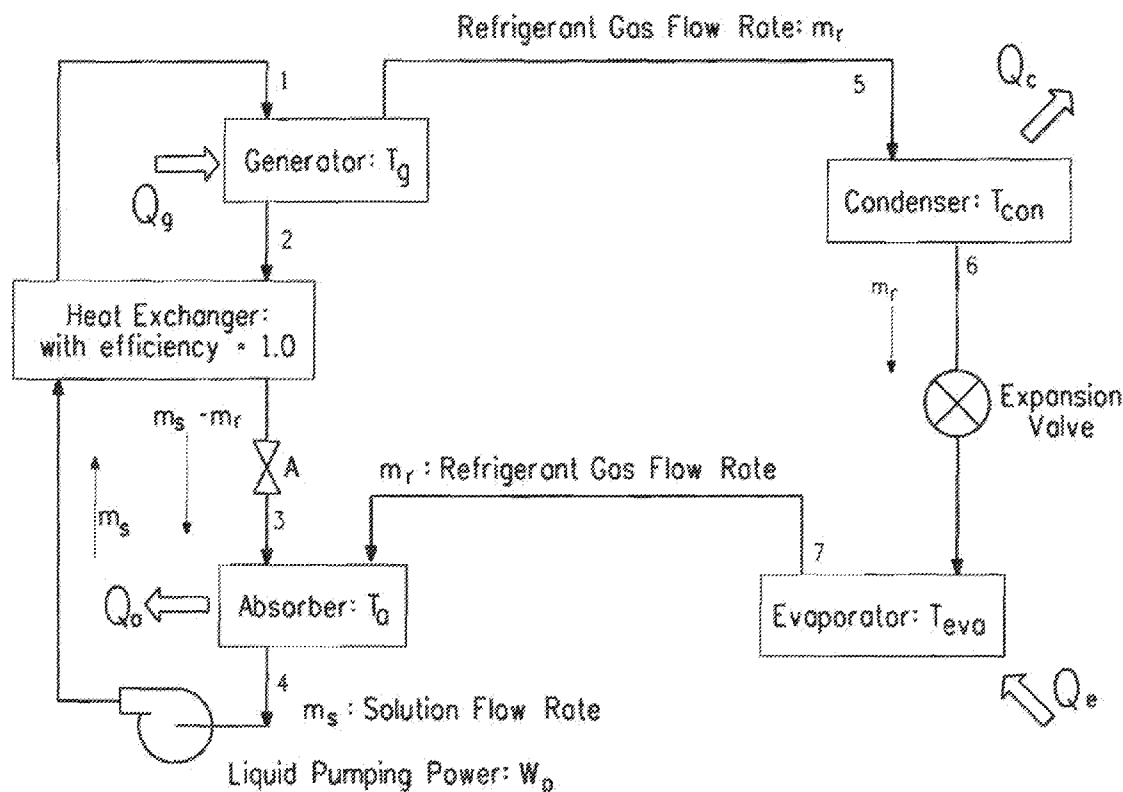 Refrigerant Gas Flow Rate: mr
1
5
Qc
Generator: Tg
Qg
Condenser: Tcon
2
6
mr
Heat Exchanger:
with efficiency = 1.0
Expansion
Valve
ms - mr
A
mr : Refrigerant Gas Flow Rate
ms
3
7
Qa
Absorber: Ta
Evaporator: Teva
4
Qe
ms : Solution Flow Rate
Liquid Pumping Power: Wp